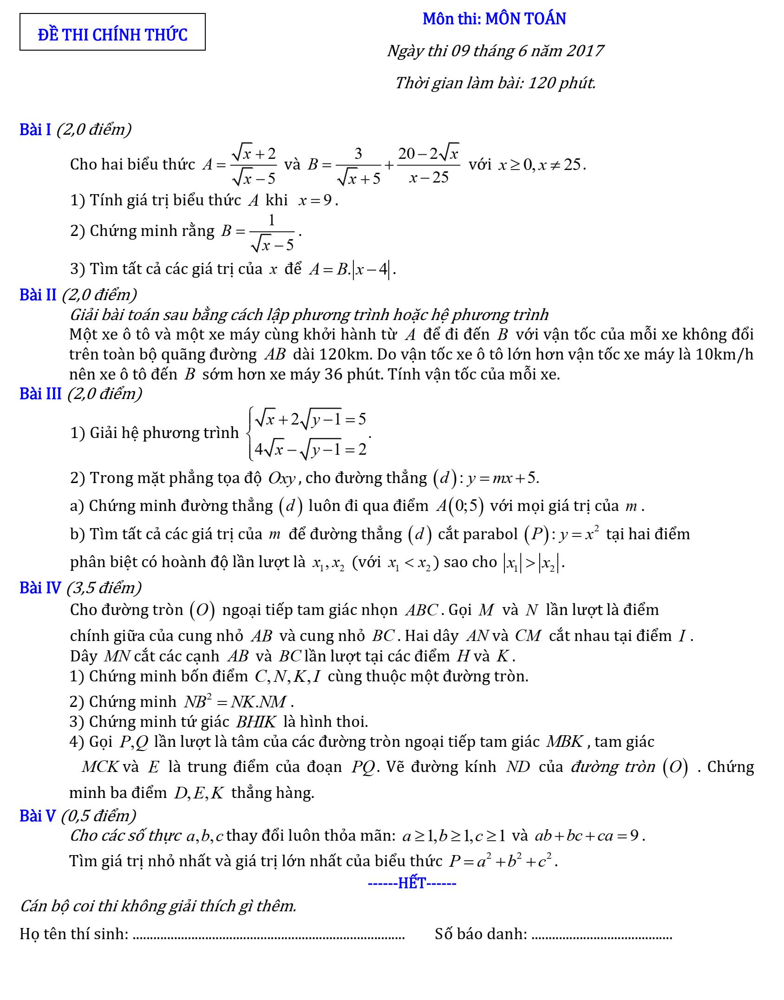 ĐỀ THI CHÍNH THỨC
Môn thi: MÔN TOÁN
Ngày thi 09 tháng 6 năm 2017
Thời gian làm bài: 120 phút.
Bài I (2,0 điểm)
Cho hai biểu thức $A=\frac{\sqrt{x}+2}{\sqrt{x}-5}$ và $B=\frac{3}{\sqrt{x}+5}+\frac{20-2\sqrt{x}}{x-25}$ với $x\geq 0, x\neq 25$.
1) Tính giá trị biểu thức A khi x = 9 .
2) Chứng minh rằng $B=\frac{1}{\sqrt{x}-5}$.
3) Tìm tất cả các giá trị của x để $A=B.|x-4|$.
Bài II (2,0 điểm)
Giải bài toán sau bằng cách lập phương trình hoặc hệ phương trình
Một xe ô tô và một xe máy cùng khởi hành từ A để đi đến B với vận tốc của mỗi xe không đổi
trên toàn bộ quãng đường AB dài 120km. Do vận tốc xe ô tô lớn hơn vận tốc xe máy là 10km/h
nên xe ô tô đến B sớm hơn xe máy 36 phút. Tính vận tốc của mỗi xe.
Bài III (2,0 điểm)
1) Giải hệ phương trình $\begin{cases}\sqrt{x}+2\sqrt{y-1}=5\\4\sqrt{x}-\sqrt{y-1}=2\end{cases}$.
2) Trong mặt phẳng tọa độ Oxy , cho đường thẳng (d): y = mx + 5.
a) Chứng minh đường thẳng (d) luôn đi qua điểm A(0;5) với mọi giá trị của m .
b) Tìm tất cả các giá trị của m để đường thẳng (d) cắt parabol $(P): y=x^2$ tại hai điểm
phân biệt có hoành độ lần lượt là $x_1, x_2$ (với $x_1<x_2$) sao cho $|x_1|>|x_2|$.
Bài IV (3,5 điểm)
Cho đường tròn (O) ngoại tiếp tam giác nhọn ABC . Gọi M và N lần lượt là điểm
chính giữa của cung nhỏ AB và cung nhỏ BC . Hai dây AN và CM cắt nhau tại điểm I .
Dây MN cắt các cạnh AB và BC lần lượt tại các điểm H và K .
1) Chứng minh bốn điểm C, N, K, I cùng thuộc một đường tròn.
2) Chứng minh $NB^2=NK.NM$ .
3) Chứng minh tứ giác BHIK là hình thoi.
4) Gọi P,Q lần lượt là tâm của các đường tròn ngoại tiếp tam giác MBK , tam giác
MCK và E là trung điểm của đoạn PQ. Vẽ đường kính ND của đường tròn (O) . Chứng
minh ba điểm D, E, K thẳng hàng.
Bài V (0,5 điểm)
Cho các số thực a,b,c thay đổi luôn thỏa mãn: $a\geq 1, b\geq 1, c\geq 1$ và $ab+bc+ca=9$ .
Tìm giá trị nhỏ nhất và giá trị lớn nhất của biểu thức $P=a^2+b^2+c^2$.
------HẾT------
Cán bộ coi thi không giải thích gì thêm.
Họ tên thí sinh: ............................................................................... Số báo danh: .........................................